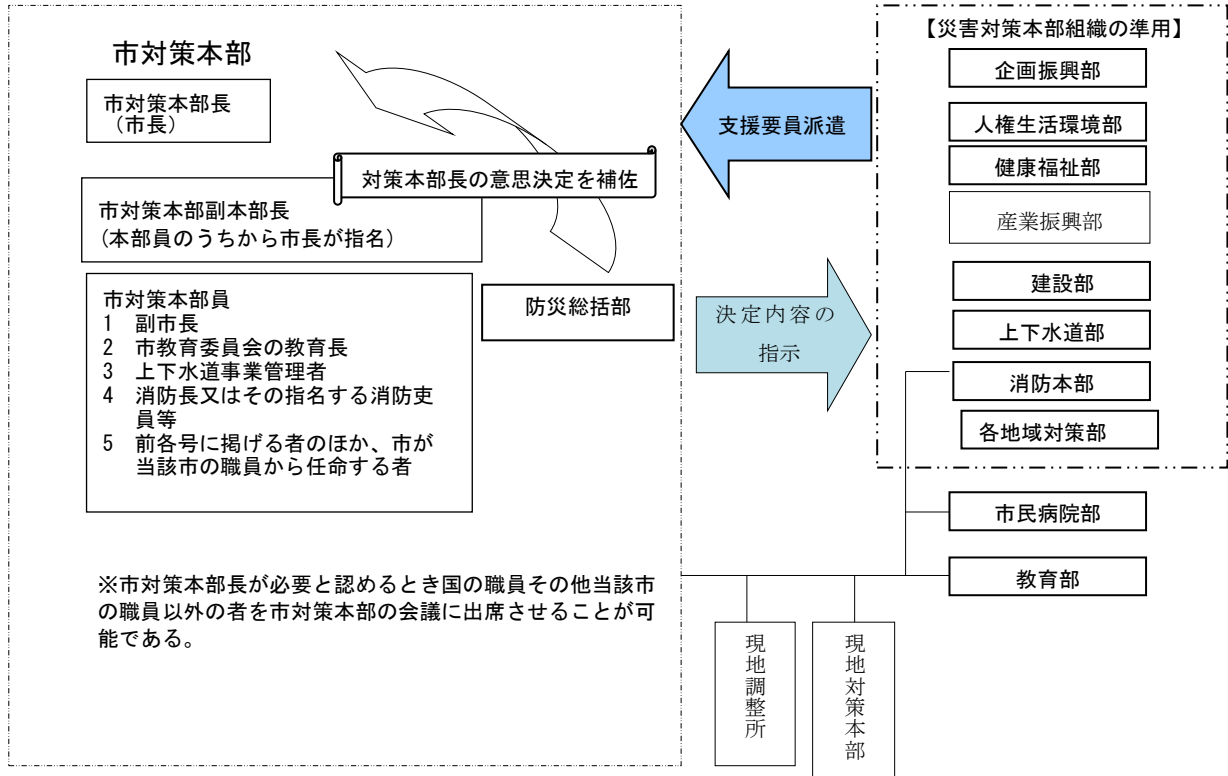 市対策本部
市対策本部長
(市長)
対策本部長の意思決定を補佐
市対策本部副本部長
(本部員のうちから市長が指名)
市対策本部員
1 副市長
2 市教育委員会の教育長
3 上下水道事業管理者
4 消防長又はその指名する消防吏
員等
5 前各号に掲げる者のほか、市が
当該市の職員から任命する者
防災総括部
※市対策本部長が必要と認めるとき国の職員その他当該市
の職員以外の者を市対策本部の会議に出席させることが可
能である。
支援要員派遣
決定内容の
指示
【災害対策本部組織の準用】
企画振興部
人権生活環境部
健康福祉部
産業振興部
建設部
上下水道部
消防本部
各地域対策部
市民病院部
教育部
現地調整所
現地対策本部